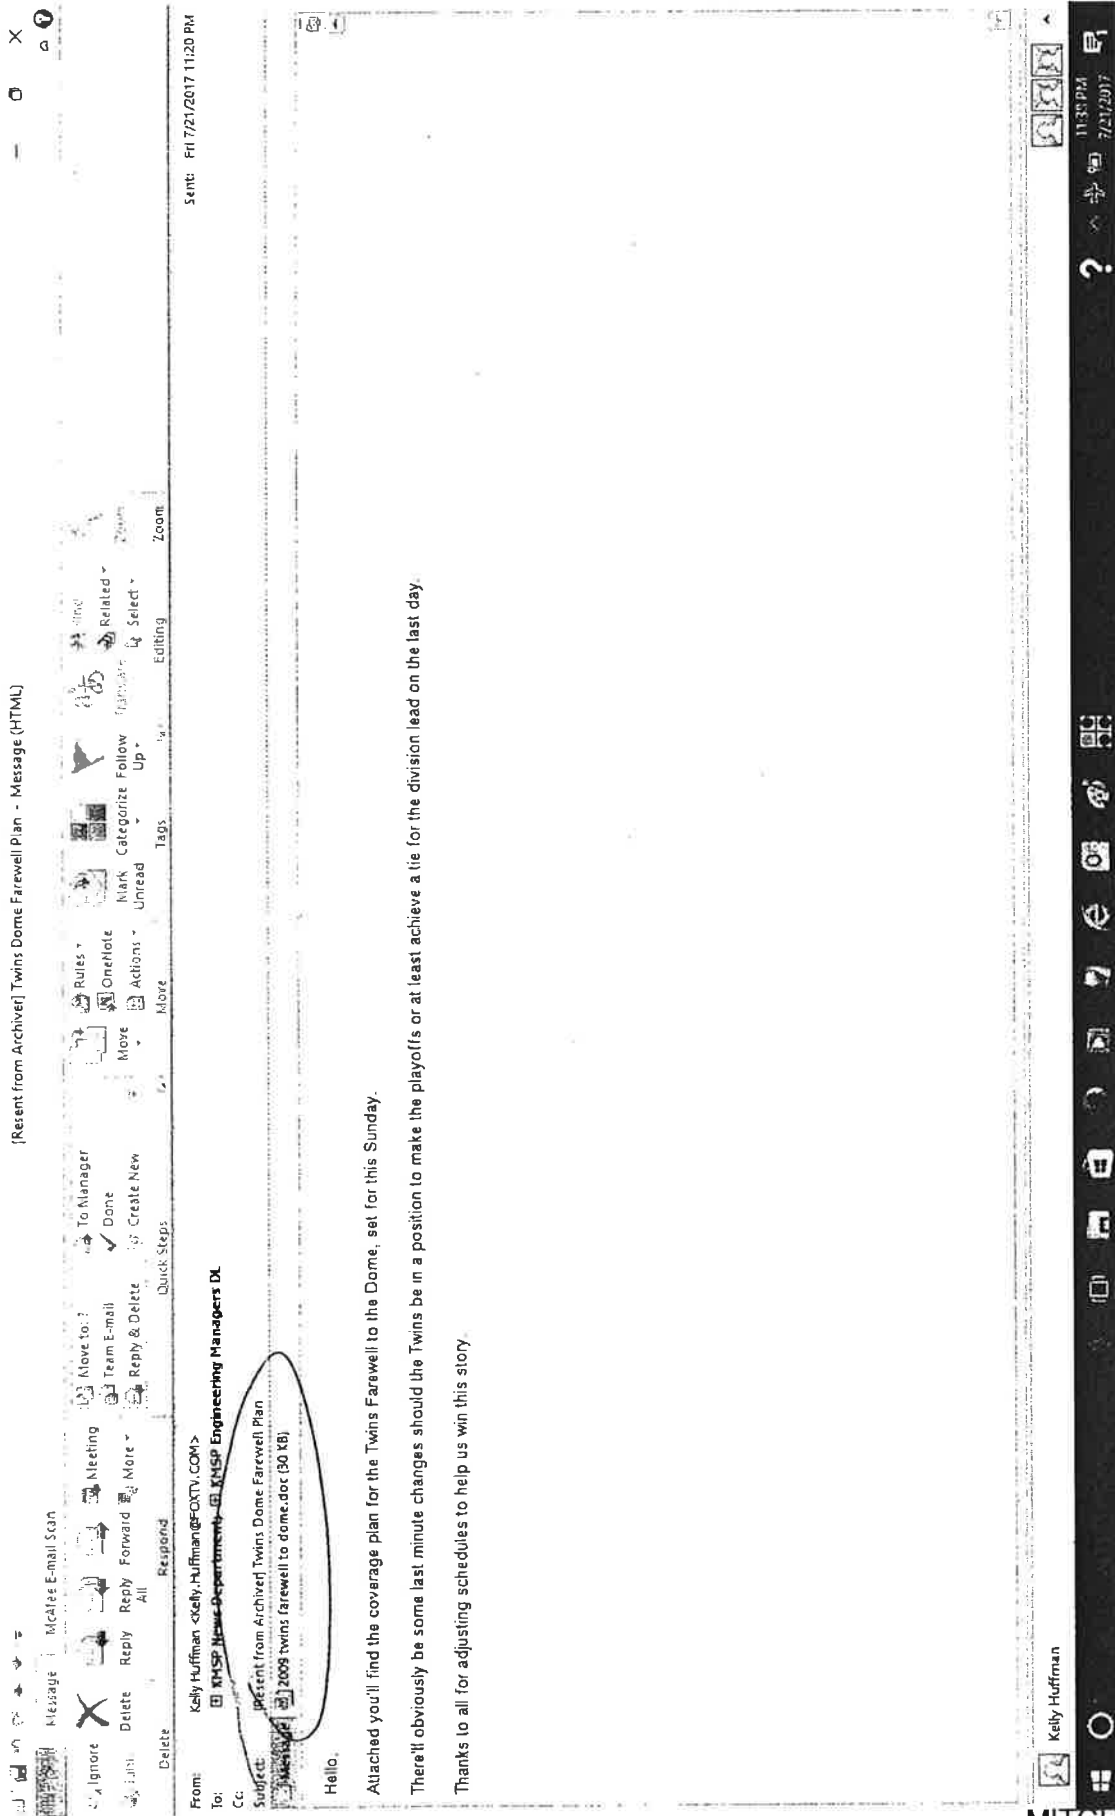 [Resent from Archiver] Twins Dome Farewell Plan - Message (HTML)
Message McAfee E-mail Scan
Ignore
Delete
Reply
Reply All
Forward
Meeting
More
Move to: ?
Team E-mail
Reply & Delete
To Manager
Done
Create New
Move
Rules
OneNote
Actions
Mark Unread
Categorize
Follow Up
Translate
Related
Select
Zoom
Delete Respond Quick Steps Move Tags Editing Zoom
From: Kelly Huffman <Kelly.Huffman@FOXTV.COM>
Sent: Fri 7/21/2017 11:20 PM
To: KMSP News Department; KMSP Engineering Managers DL
Cc:
Subject: [Resent from Archiver] Twins Dome Farewell Plan
Message 2009 twins farewell to dome.doc (30 KB)
Hello,
Attached you'll find the coverage plan for the Twins Farewell to the Dome, set for this Sunday.
There'll obviously be some last minute changes should the Twins be in a position to make the playoffs or at least achieve a tie for the division lead on the last day.
Thanks to all for adjusting schedules to help us win this story.
Kelly Huffman
11:38 PM
7/21/2017